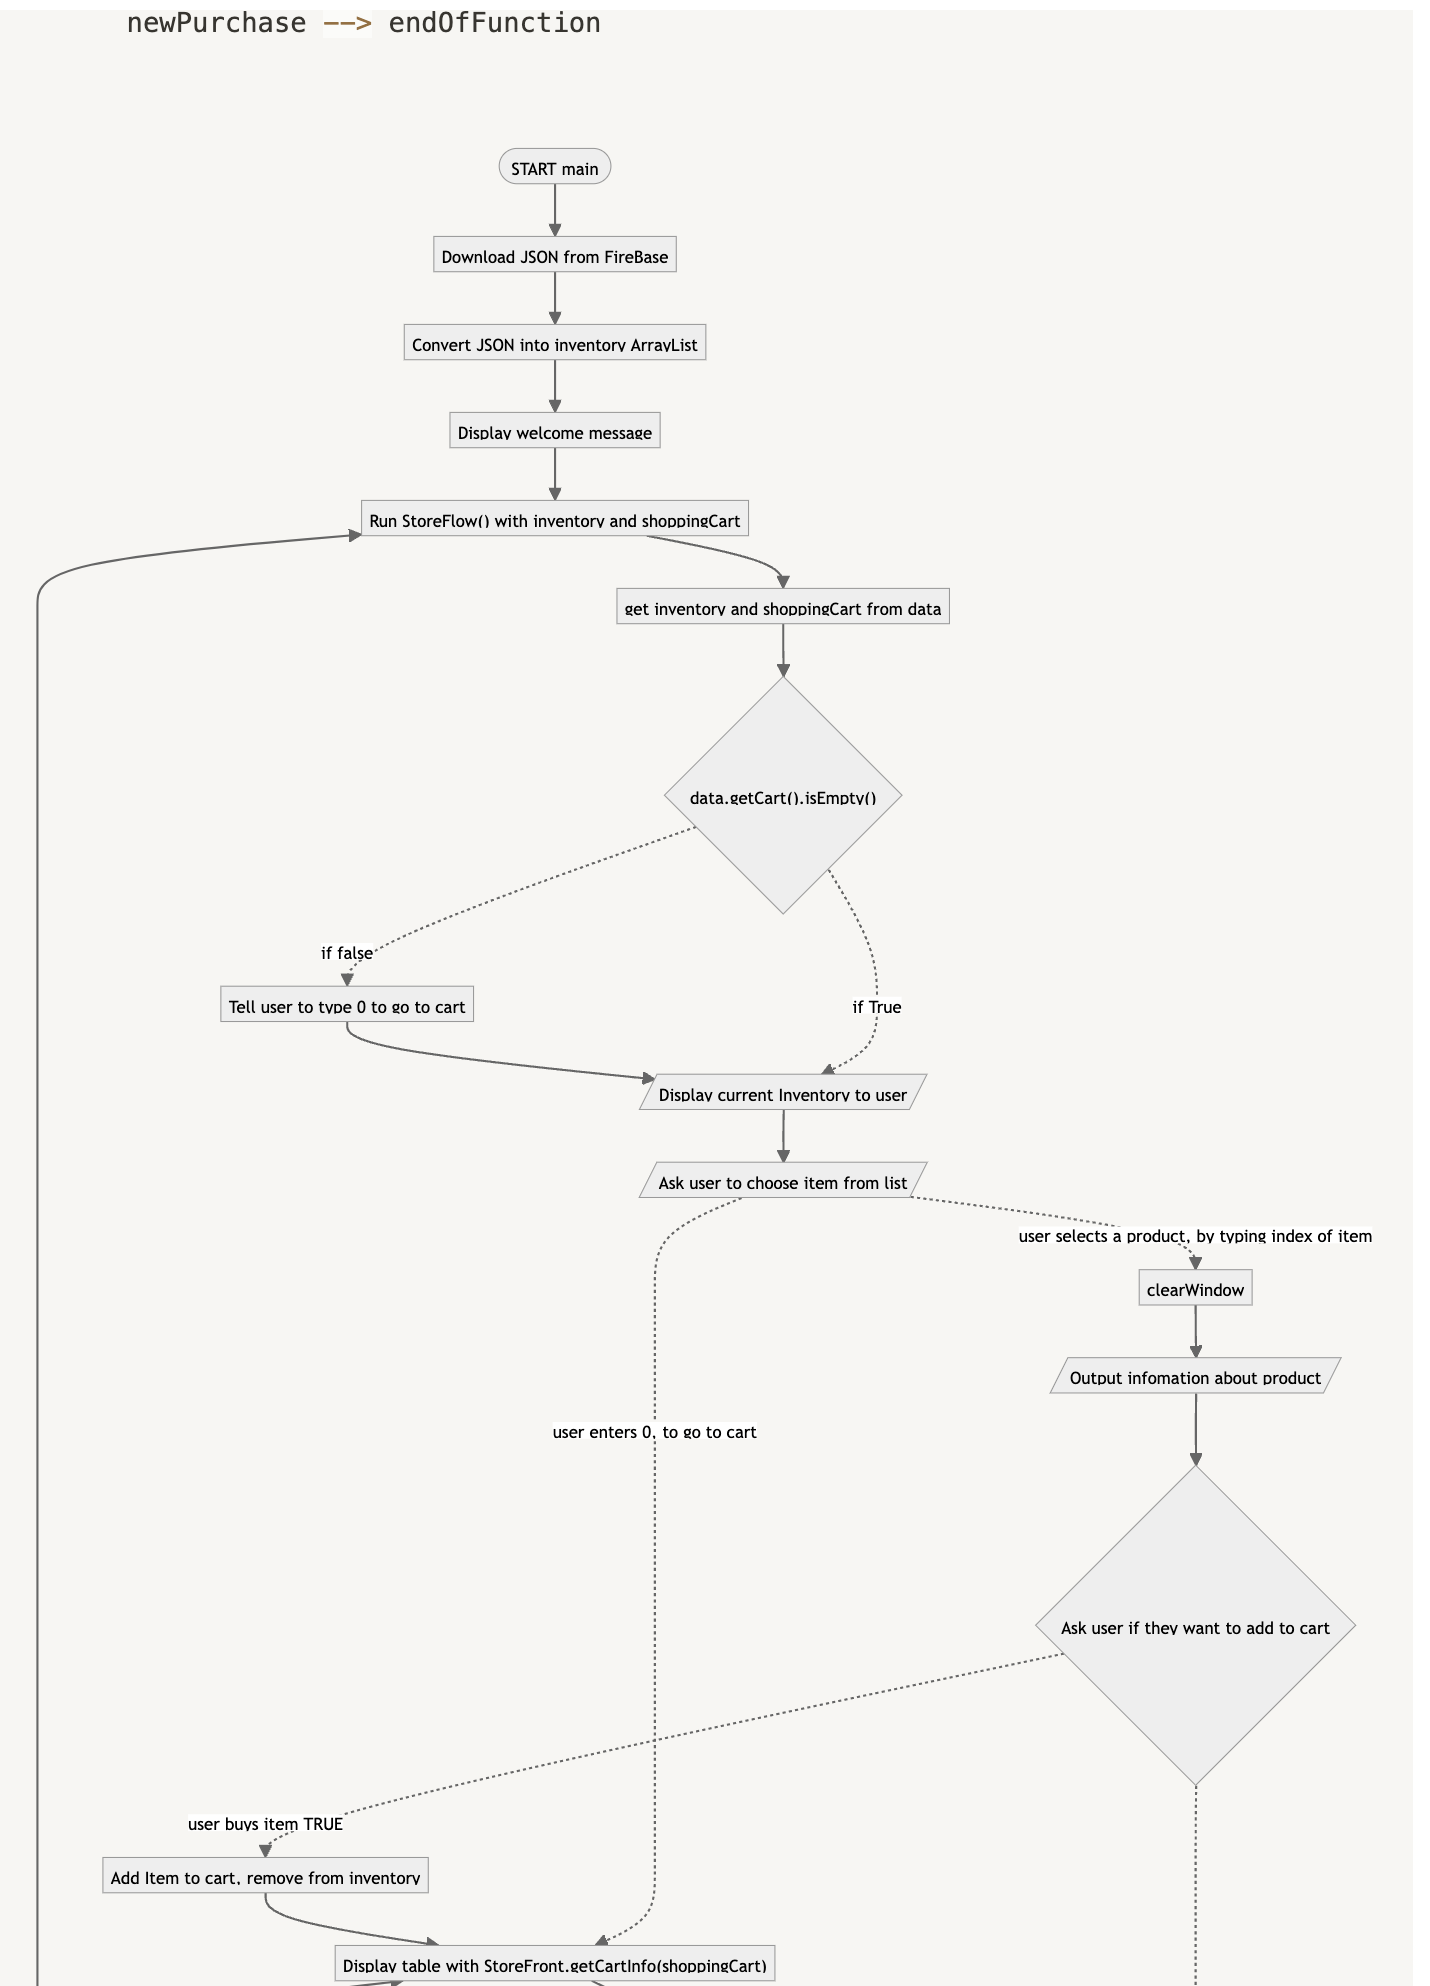 newPurchase --> endOfFunction
START main
Download JSON from FireBase
Convert JSON into inventory ArrayList
Display welcome message
Run StoreFlow() with inventory and shoppingCart
get inventory and shoppingCart from data
data.getCart().isEmpty()
if false
Tell user to type 0 to go to cart
if True
Display current Inventory to user
Ask user to choose item from list
user selects a product, by typing index of item
clearWindow
Output infomation about product
user enters 0, to go to cart
Ask user if they want to add to cart
user buys item TRUE
Add Item to cart, remove from inventory
Display table with StoreFront.getCartInfo(shoppingCart)